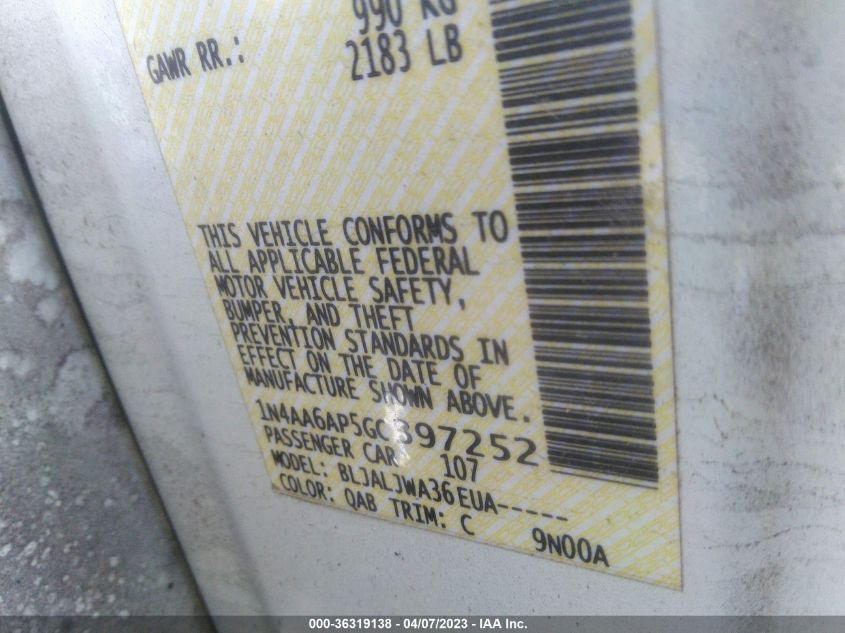 990 KG
GAWR RR.: 2183 LB
THIS VEHICLE CONFORMS TO
ALL APPLICABLE FEDERAL
MOTOR VEHICLE SAFETY,
BUMPER, AND THEFT
PREVENTION STANDARDS IN
EFFECT ON THE DATE OF
MANUFACTURE SHOWN ABOVE.
1N4AA6AP5GC397252
PASSENGER CAR 107
MODEL: BLJALJWA36EUA-----
COLOR: QAB TRIM: C 9N00A
000-36319138 - 04/07/2023 - IAA Inc.